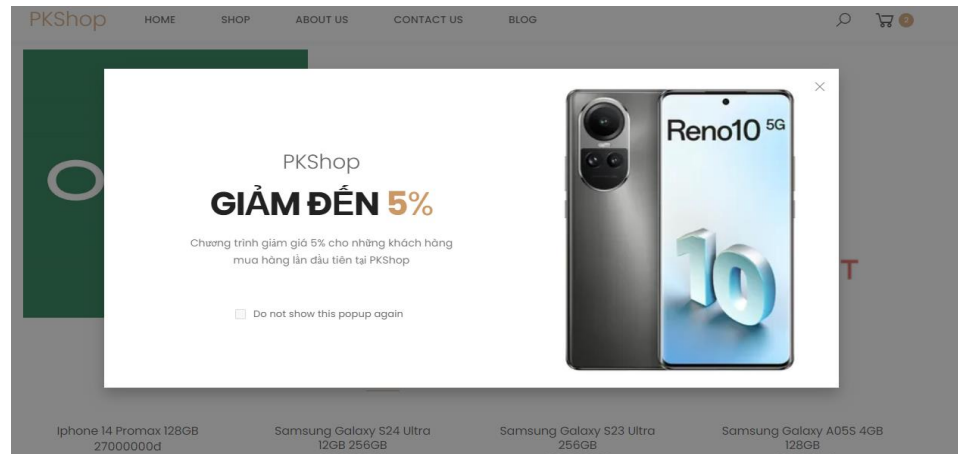 PKShop HOME SHOP ABOUT US CONTACT US BLOG 2
O
PKShop
GIẢM ĐẾN 5%
Chương trình giảm giá 5% cho những khách hàng
mua hàng lần đầu tiên tại PKShop
Do not show this popup again
Reno10 5G
10
T
Iphone 14 Promax 128GB
27000000đ
Samsung Galaxy S24 Ultra
12GB 256GB
Samsung Galaxy S23 Ultra
256GB
Samsung Galaxy A05S 4GB
128GB